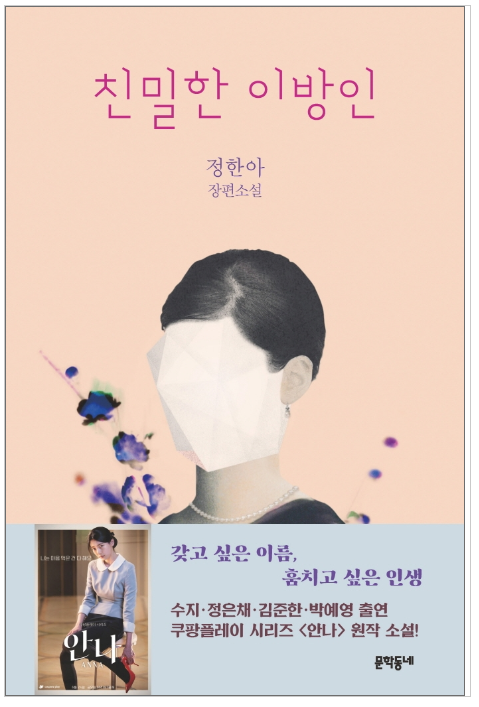 친밀한 이방인
정한아
장편소설
갖고 싶은 이름,
훔치고 싶은 인생
수지·정은채·김준한·박예영 출연
쿠팡플레이 시리즈 <안나> 원작 소설!
문학동네
안나
ANNA